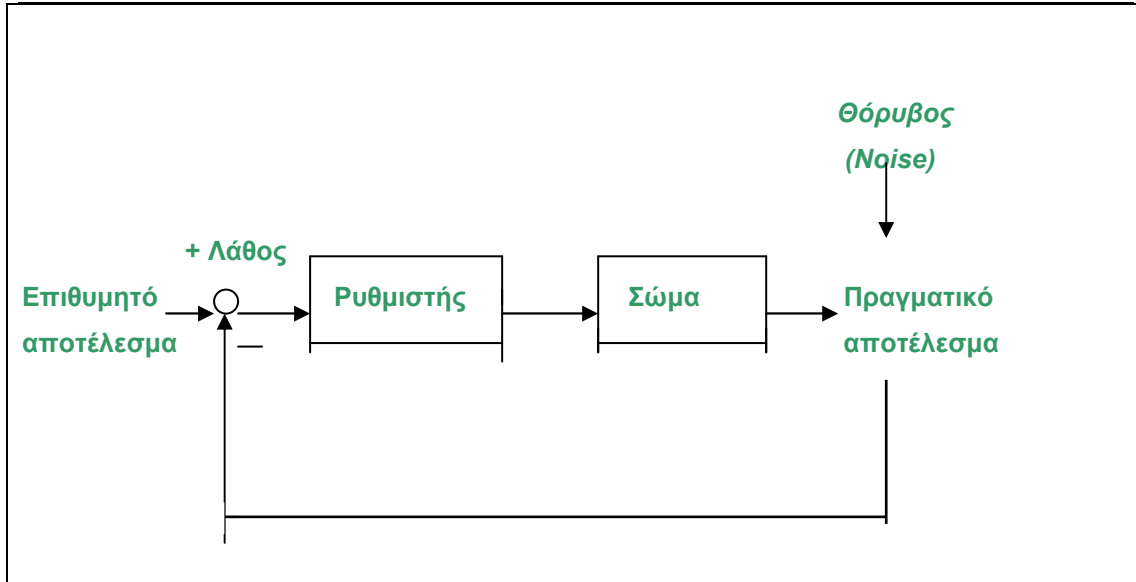 Θόρυβος
(Noise)
+ Λάθος
Επιθυμητό
αποτέλεσμα
—
Ρυθμιστής
Σώμα
Πραγματικό
αποτέλεσμα